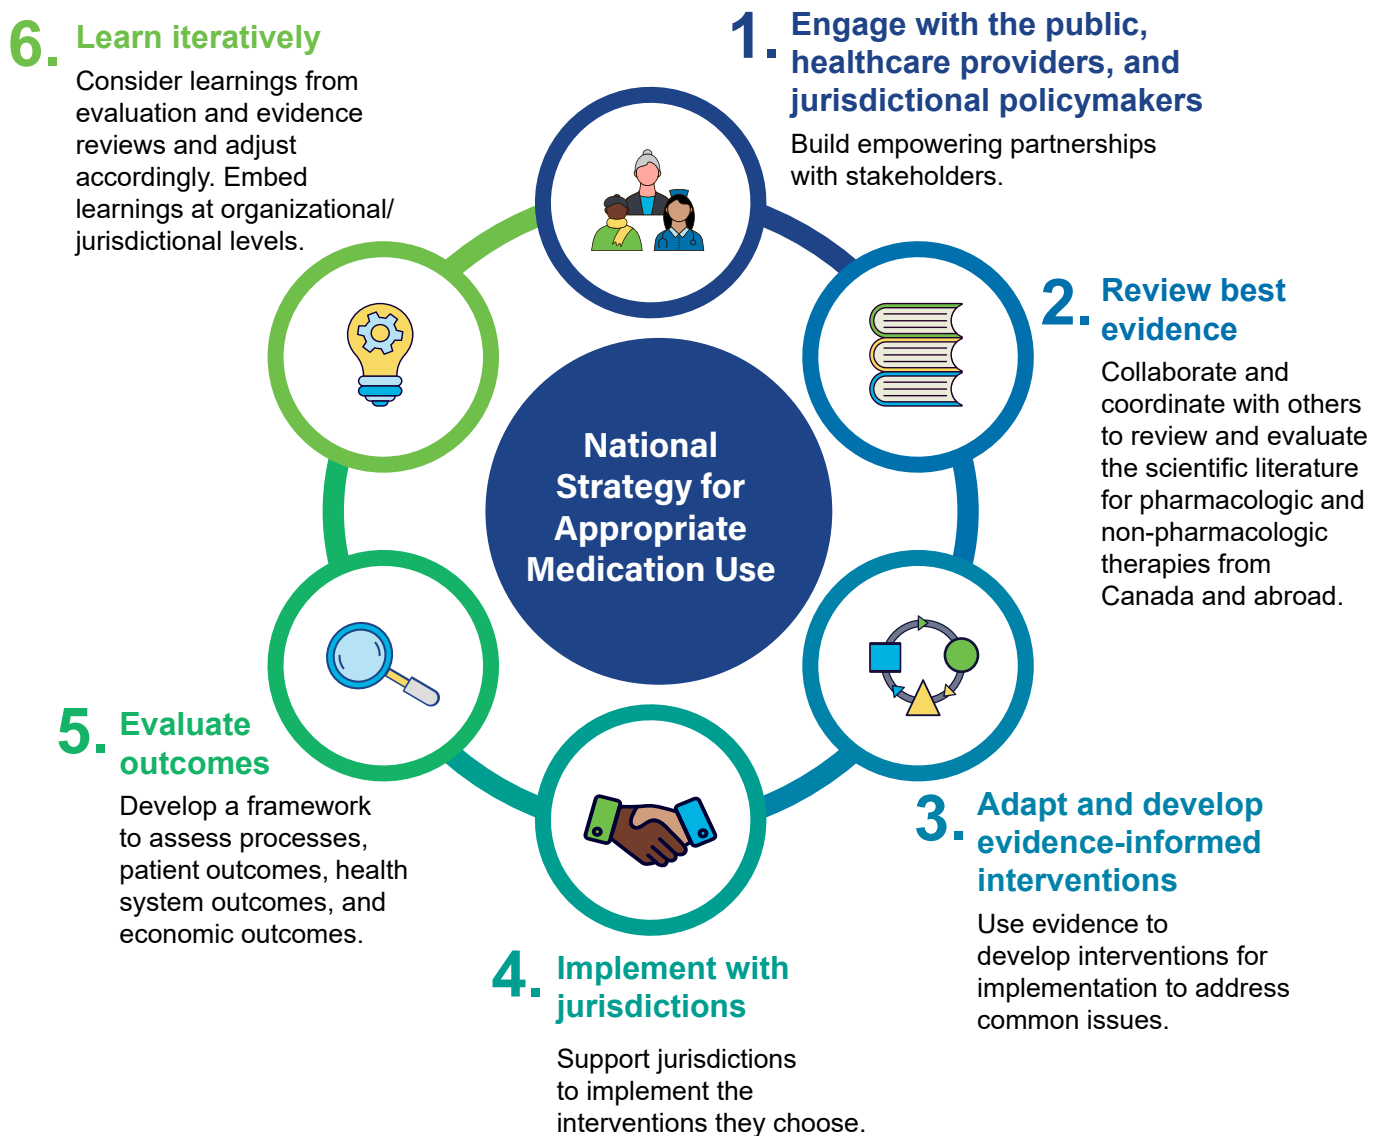 1. Engage with the public,
healthcare providers, and
jurisdictional policymakers
Build empowering partnerships
with stakeholders.
2. Review best
evidence
Collaborate and
coordinate with others
to review and evaluate
the scientific literature
for pharmacologic and
non-pharmacologic
therapies from
Canada and abroad.
3. Adapt and develop
evidence-informed
interventions
Use evidence to
develop interventions for
implementation to address
common issues.
4. Implement with
jurisdictions
Support jurisdictions
to implement the
interventions they choose.
5. Evaluate
outcomes
Develop a framework
to assess processes,
patient outcomes, health
system outcomes, and
economic outcomes.
6. Learn iteratively
Consider learnings from
evaluation and evidence
reviews and adjust
accordingly. Embed
learnings at organizational/
jurisdictional levels.
National
Strategy for
Appropriate
Medication Use